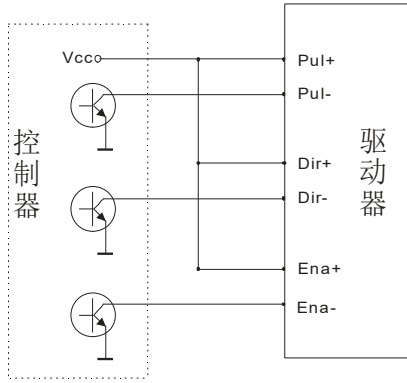 Vcc
Pul+
Pul-
控制器
驱动器
Dir+
Dir-
Ena+
Ena-